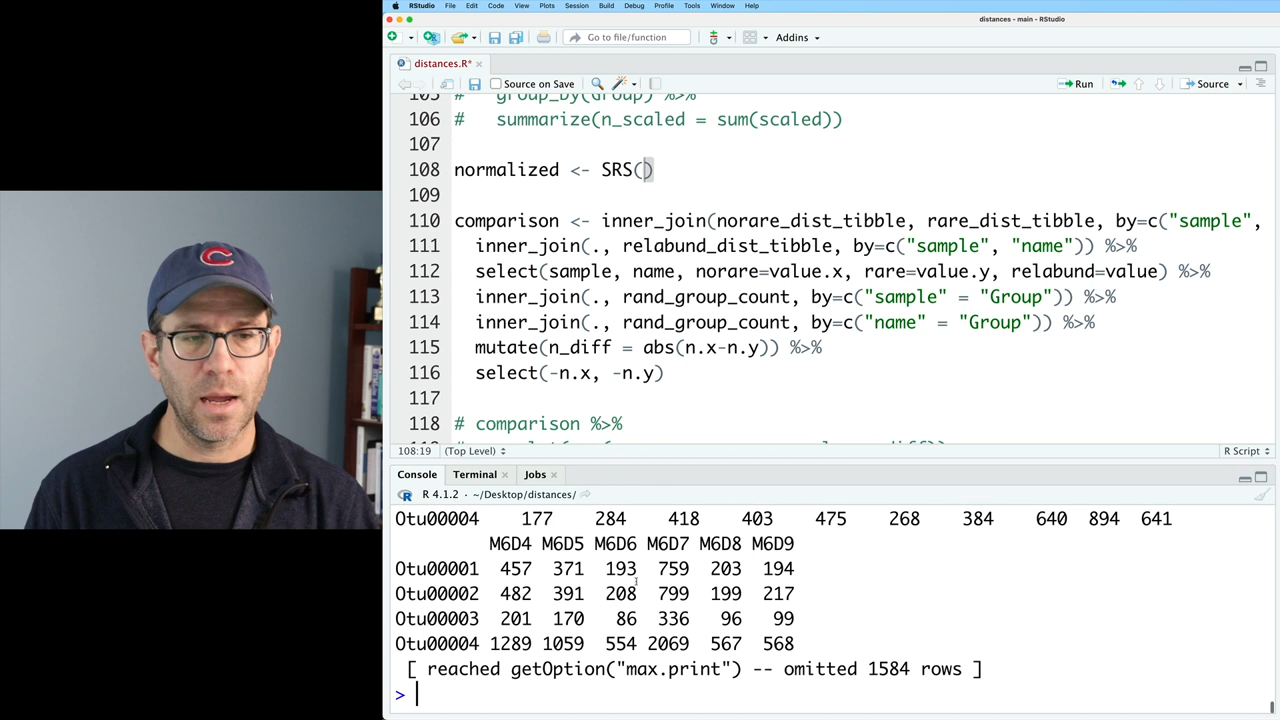 RStudio File Edit Code View Plots Session Build Debug Profile Tools Window Help
distances - main - RStudio
Go to file/function Addins
distances.R*
Source on Save Run Source
105 # group_by(Group) %>%
106 # summarize(n_scaled = sum(scaled))
107
108 normalized <- SRS()
109
110 comparison <- inner_join(norare_dist_tibble, rare_dist_tibble, by=c("sample",
111 inner_join(., relabund_dist_tibble, by=c("sample", "name")) %>%
112 select(sample, name, norare=value.x, rare=value.y, relabund=value) %>%
113 inner_join(., rand_group_count, by=c("sample" = "Group")) %>%
114 inner_join(., rand_group_count, by=c("name" = "Group")) %>%
115 mutate(n_diff = abs(n.x-n.y)) %>%
116 select(-n.x, -n.y)
117
118 # comparison %>%
108:19 (Top Level) R Script
Console Terminal Jobs
R 4.1.2 · ~/Desktop/distances/
Otu00004 177 284 418 403 475 268 384 640 894 641
M6D4 M6D5 M6D6 M6D7 M6D8 M6D9
Otu00001 457 371 193 759 203 194
Otu00002 482 391 208 799 199 217
Otu00003 201 170 86 336 96 99
Otu00004 1289 1059 554 2069 567 568
[ reached getOption("max.print") -- omitted 1584 rows ]
>
C